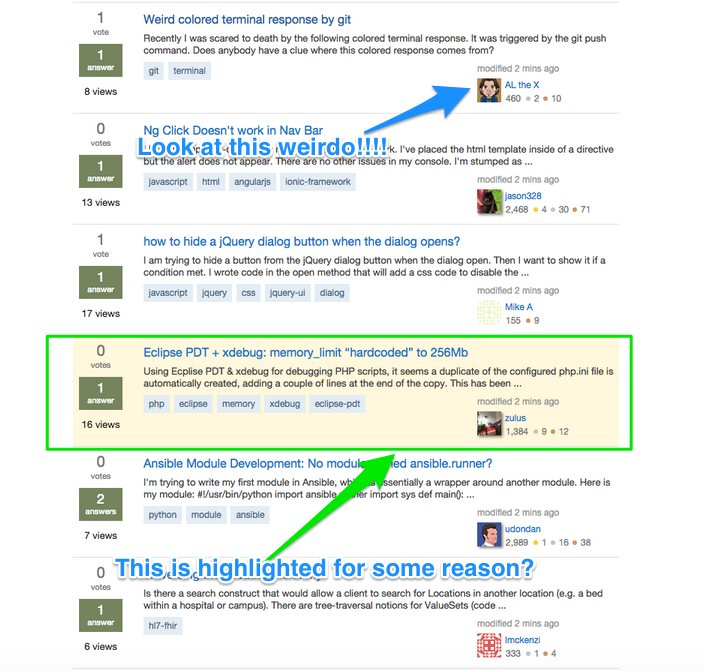 1
vote
1
answer
8 views
Weird colored terminal response by git
Recently I was scared to death by the following colored terminal response. It was triggered by the git push
command. Does anybody have a clue where this colored response comes from?
git terminal
modified 2 mins ago
AL the X
460 2 10
0
votes
1
answer
13 views
Ng Click Doesn't work in Nav Bar
Look at this weirdo!!!!
rk. I've placed the html template inside of a directive
but the alert does not appear. There are no other issues in my console. I'm stumped as ...
javascript html angularjs ionic-framework
modified 2 mins ago
jason328
2,468 4 30 71
1
vote
1
answer
17 views
how to hide a jQuery dialog button when the dialog opens?
I am trying to hide a button from the jQuery dialog button when the dialog open. Then I want to show it if a
condition met. I wrote code in the open method that will add a css code to disable the ...
javascript jquery css jquery-ui dialog
modified 2 mins ago
Mike A
155 9
0
votes
1
answer
16 views
Eclipse PDT + xdebug: memory_limit “hardcoded” to 256Mb
Using Ecplise PDT & xdebug for debugging PHP scripts, it seems a duplicate of the configured php.ini file is
automatically created, adding a couple of lines at the end of the copy. This has been ...
php eclipse memory xdebug eclipse-pdt
modified 2 mins ago
zulus
1,384 9 12
0
votes
2
answers
7 views
Ansible Module Development: No modul ed ansible.runner?
I'm trying to write my first module in Ansible, wh essentially a wrapper around another module. Here is
my module: #!/usr/bin/python import ansible import sys def main(): ...
python module ansible
modified 2 mins ago
udondan
2,989 1 16 38
This is highlighted for some reason?
0
votes
1
answer
6 views
Is there a search construct that would allow a client to search for Locations in another location (e.g. a bed
within a hospital or campus). There are tree-traversal notions for ValueSets (code ...
hl7-fhir
modified 2 mins ago
lmckenzi
333 1 4